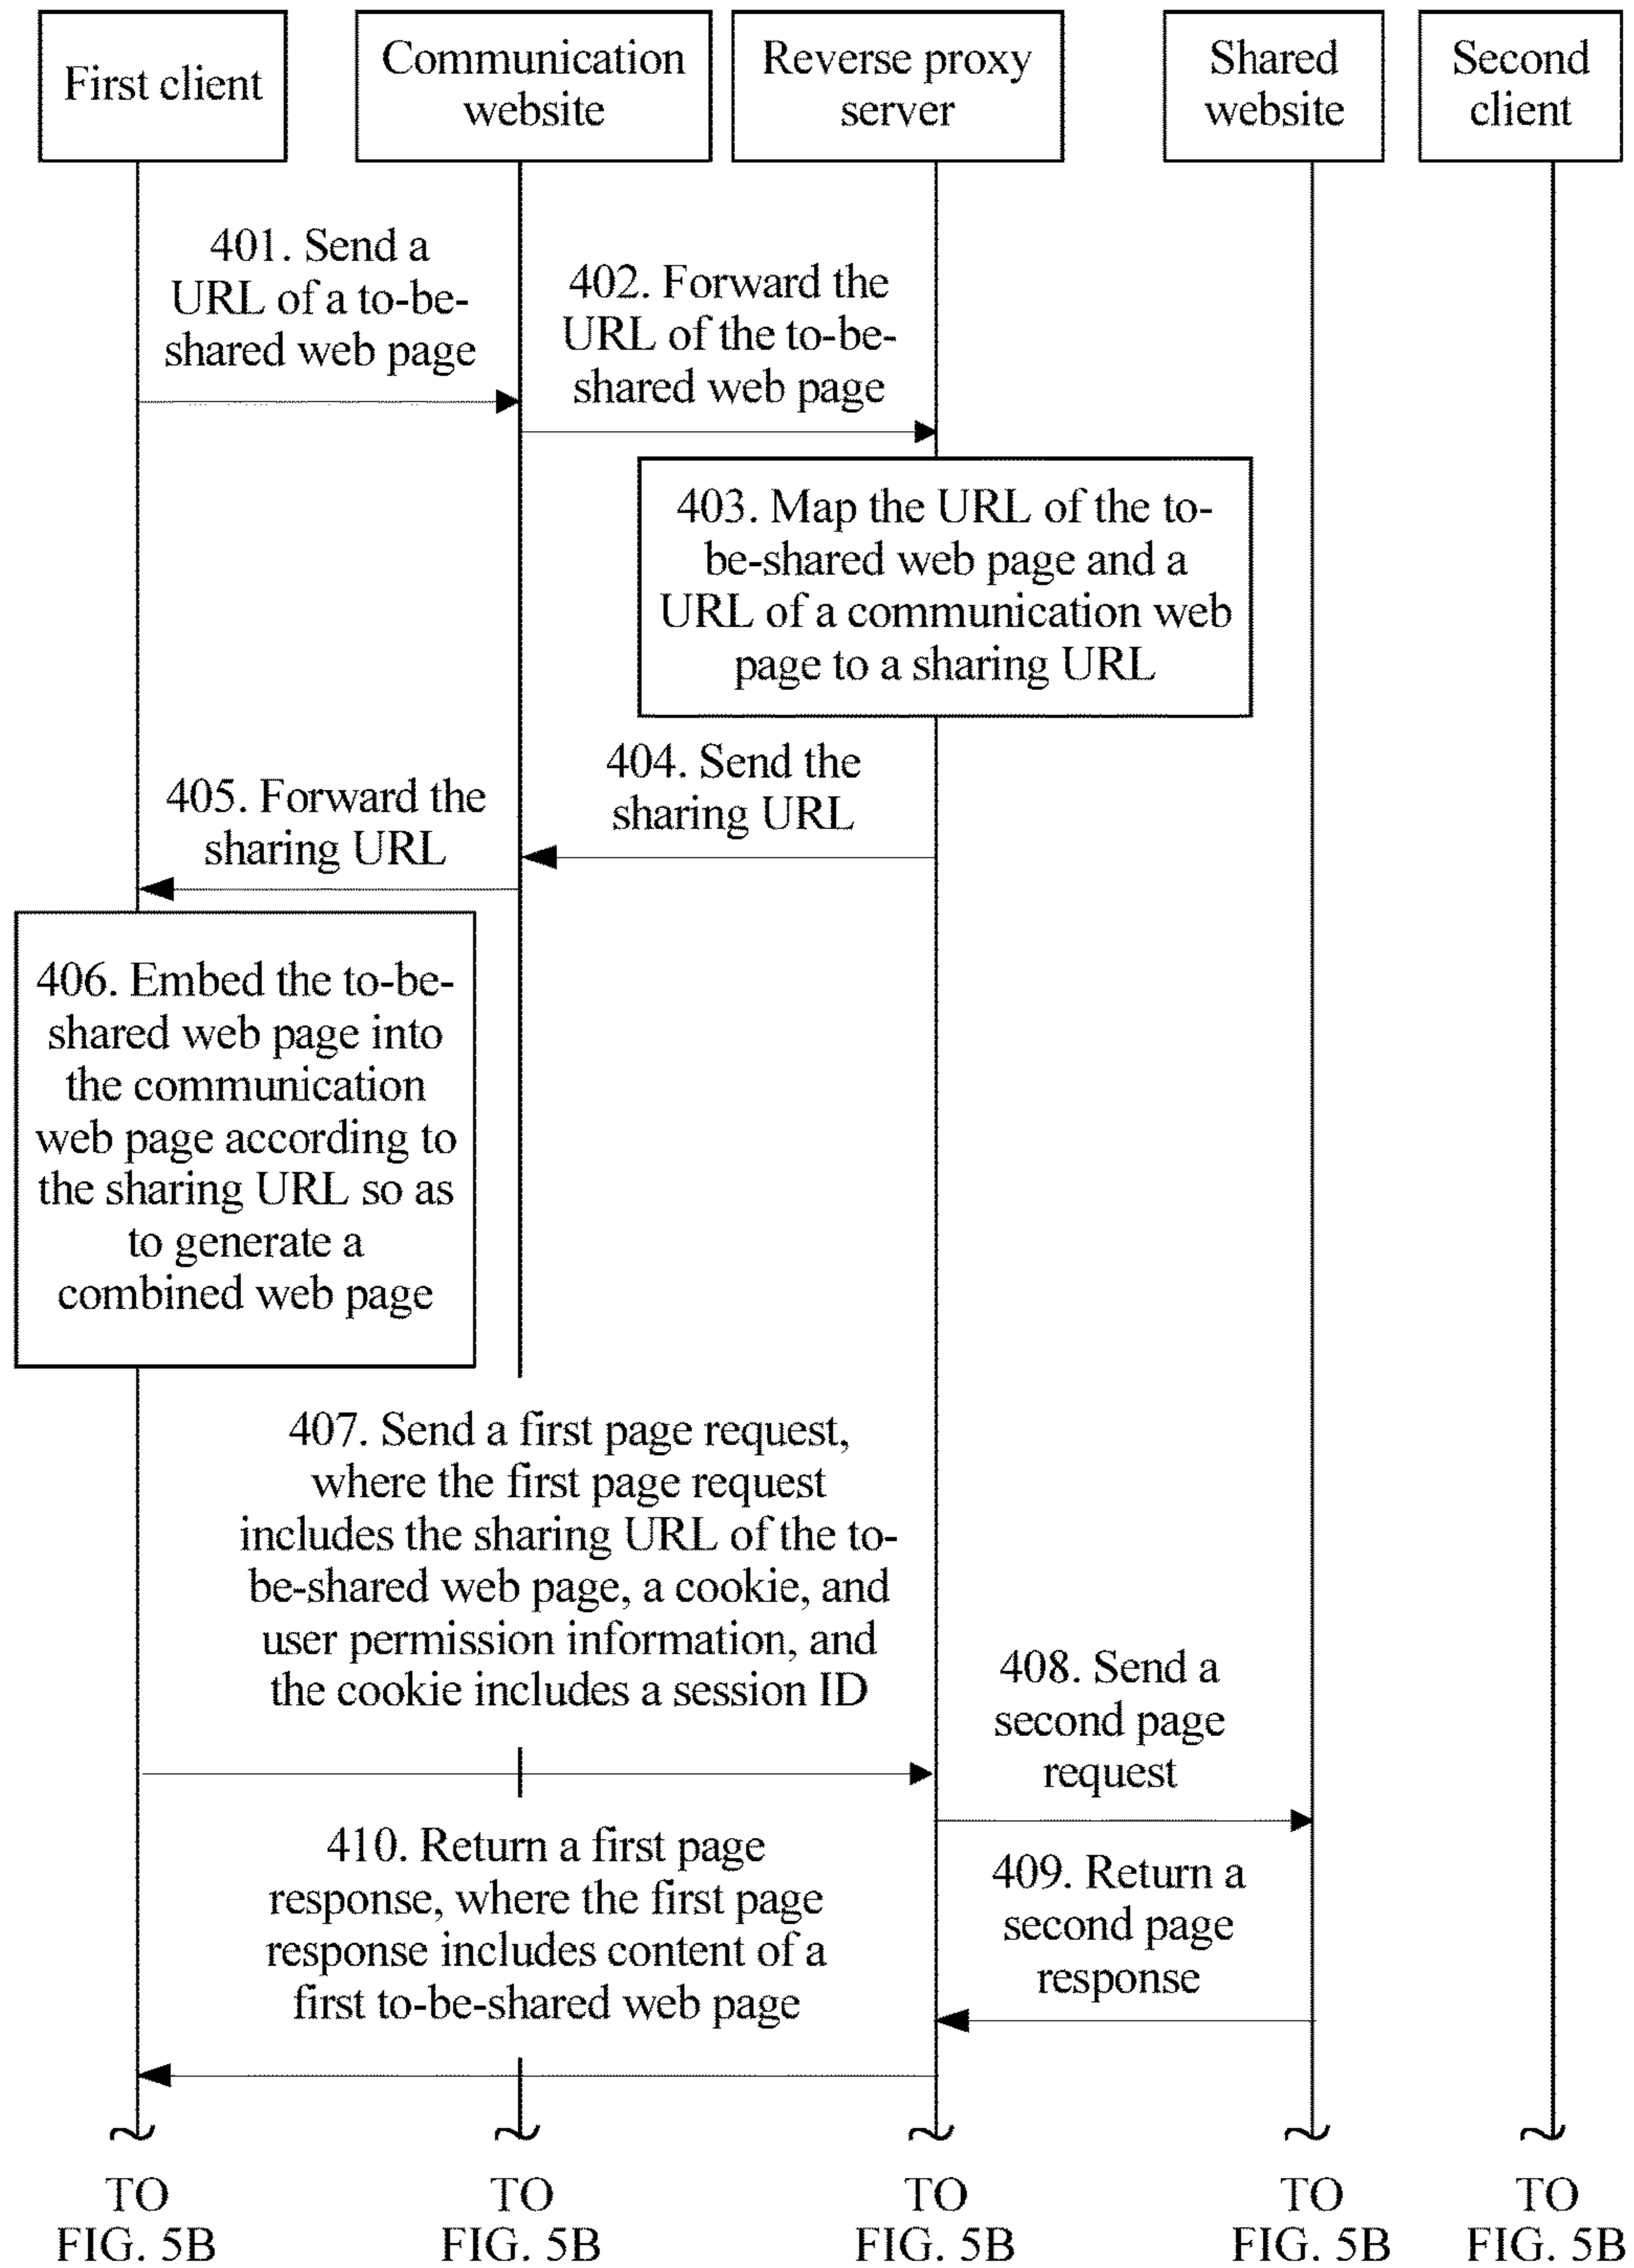 First client
Communication
website
Reverse proxy
server
Shared
website
Second
client
401. Send a
URL of a to-be-
shared web page
402. Forward the
URL of the to-be-
shared web page
403. Map the URL of the to-
be-shared web page and a
URL of a communication web
page to a sharing URL
404. Send the
sharing URL
405. Forward the
sharing URL
406. Embed the to-be-
shared web page into
the communication
web page according to
the sharing URL so as
to generate a
combined web page
407. Send a first page request,
where the first page request
includes the sharing URL of the to-
be-shared web page, a cookie, and
user permission information, and
the cookie includes a session ID
408. Send a
second page
request
409. Return a
second page
response
410. Return a first page
response, where the first page
response includes content of a
first to-be-shared web page
TO
FIG. 5B
TO
FIG. 5B
TO
FIG. 5B
TO
FIG. 5B
TO
FIG. 5B